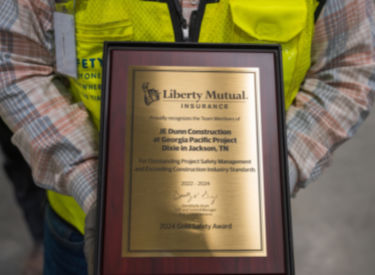 Liberty Mutual.
INSURANCE
Proudly recognizes the Team Members of
JE Dunn Construction
at Georgia Pacific Project
Dixie in Jackson, TN
For Outstanding Project Safety Management
and Exceeding Construction Industry Standards
2022 - 2024
2024 Gold Safety Award